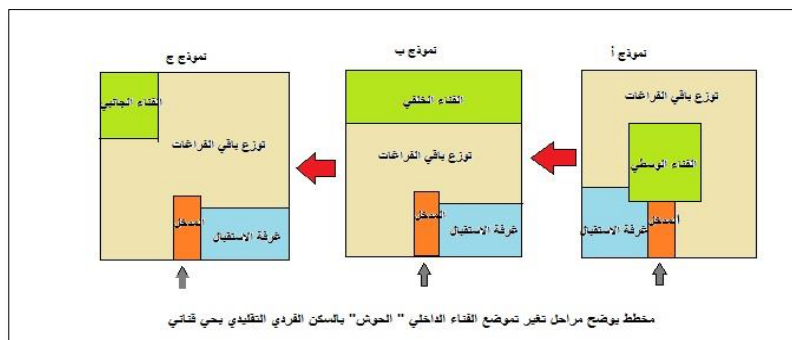 نموذج أ
توزع باقي الفراغات
الفناء الوسطي
المدخل
غرفة الاستقبال
نموذج ب
الفناء الخلفي
توزع باقي الفراغات
المدخل
غرفة الاستقبال
نموذج ج
الفناء الجانبي
توزع باقي الفراغات
المدخل
غرفة الاستقبال
مخطط يوضح مراحل تغير تموضع الفناء الداخلي " الحوش" بالسكن الفردي التقليدي بحي قناني